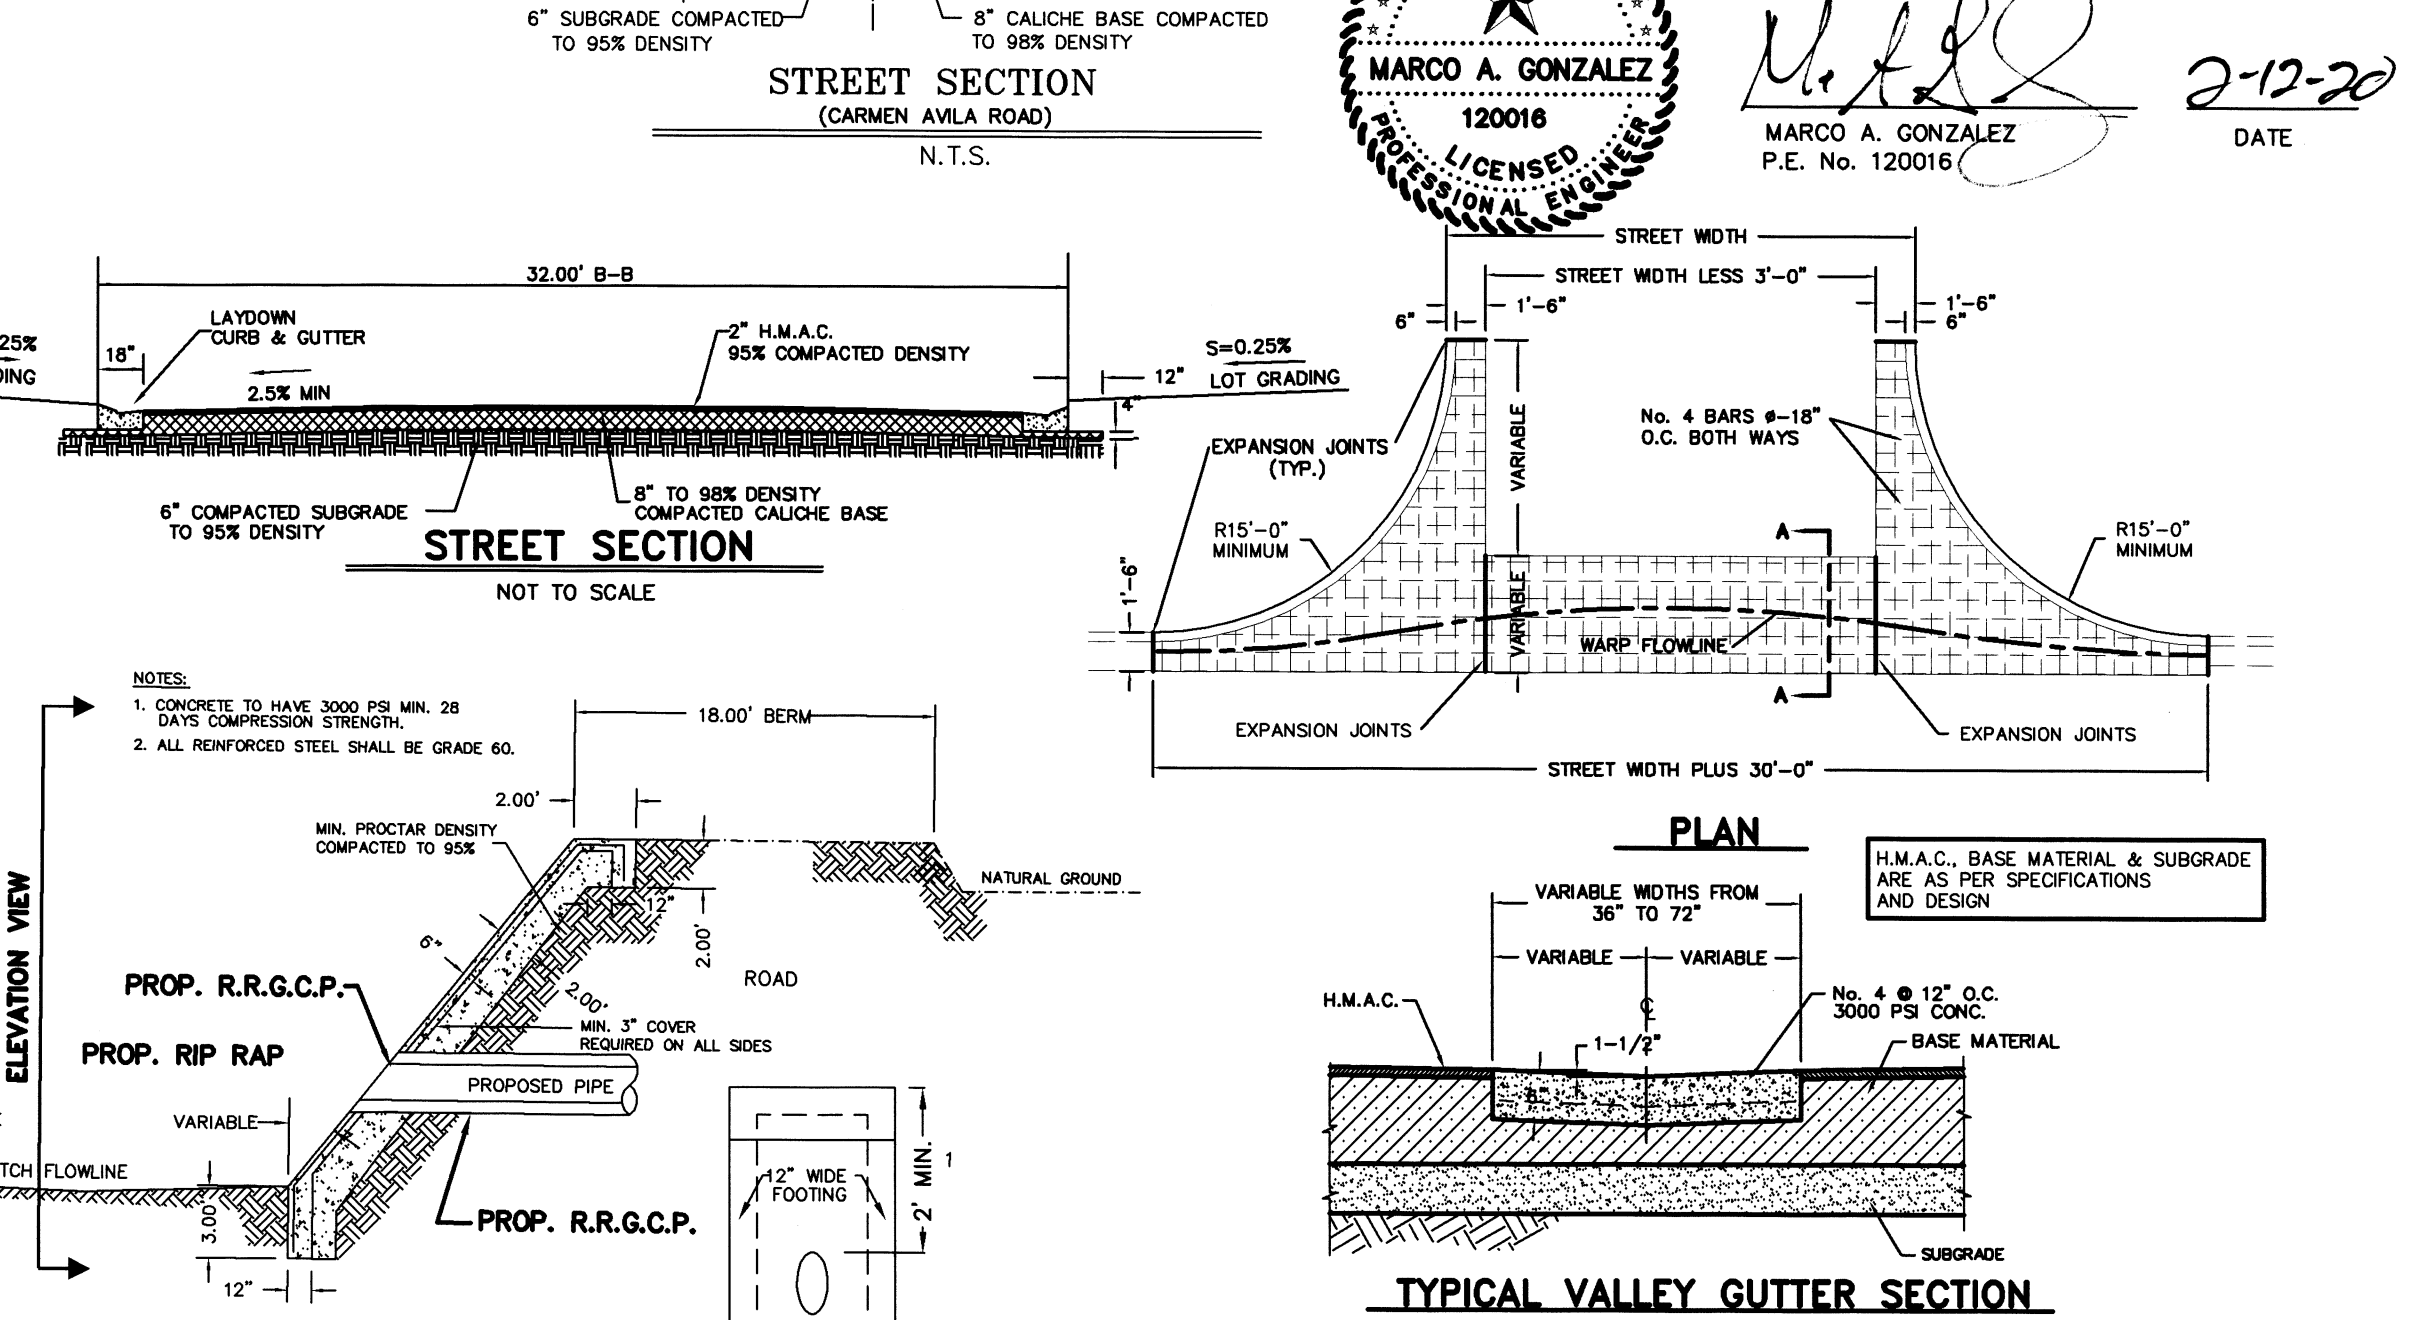 6" SUBGRADE COMPACTED
TO 95% DENSITY
8" CALICHE BASE COMPACTED
TO 98% DENSITY
STREET SECTION
(CARMEN AVILA ROAD)
N.T.S.
MARCO A. GONZALEZ
120016
LICENSED
PROFESSIONAL ENGINEER
MARCO A. GONZALEZ
P.E. No. 120016
2-12-20
DATE
32.00' B-B
25%
DING
18"
LAYDOWN
CURB & GUTTER
2.5% MIN
2" H.M.A.C.
95% COMPACTED DENSITY
S=0.25%
LOT GRADING
12"
4"
6" COMPACTED SUBGRADE
TO 95% DENSITY
8" TO 98% DENSITY
COMPACTED CALICHE BASE
STREET SECTION
NOT TO SCALE
STREET WIDTH
STREET WIDTH LESS 3'-0"
6"
1'-6"
1'-6"
6"
EXPANSION JOINTS
(TYP.)
VARIABLE
No. 4 BARS ø-18"
O.C. BOTH WAYS
R15'-0"
MINIMUM
R15'-0"
MINIMUM
A
1'-6"
VARIABLE
WARP FLOWLINE
A
EXPANSION JOINTS
EXPANSION JOINTS
STREET WIDTH PLUS 30'-0"
PLAN
NOTES:
1. CONCRETE TO HAVE 3000 PSI MIN. 28
DAYS COMPRESSION STRENGTH.
2. ALL REINFORCED STEEL SHALL BE GRADE 60.
18.00' BERM
2.00'
MIN. PROCTAR DENSITY
COMPACTED TO 95%
NATURAL GROUND
12"
2.00'
6"
ROAD
2.00'
ELEVATION VIEW
PROP. R.R.G.C.P.
MIN. 3" COVER
REQUIRED ON ALL SIDES
PROP. RIP RAP
PROPOSED PIPE
VARIABLE
TCH FLOWLINE
3.00'
12"
PROP. R.R.G.C.P.
12" WIDE
FOOTING
2' MIN.
1
H.M.A.C., BASE MATERIAL & SUBGRADE
ARE AS PER SPECIFICATIONS
AND DESIGN
VARIABLE WIDTHS FROM
36" TO 72"
VARIABLE
VARIABLE
H.M.A.C.
℄
No. 4 @ 12" O.C.
3000 PSI CONC.
1-1/2"
BASE MATERIAL
6"
SUBGRADE
TYPICAL VALLEY GUTTER SECTION